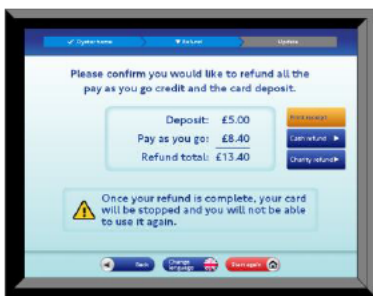 Oyster home
Refund
Update
Please confirm you would like to refund all the
pay as you go credit and the card deposit.
Deposit: £5.00
Pay as you go: £8.40
Refund total: £13.40
Print receipt
Cash refund
Charity refund
Once your refund is complete, your card
will be stopped and you will not be able
to use it again.
Back
Change
language
Start again